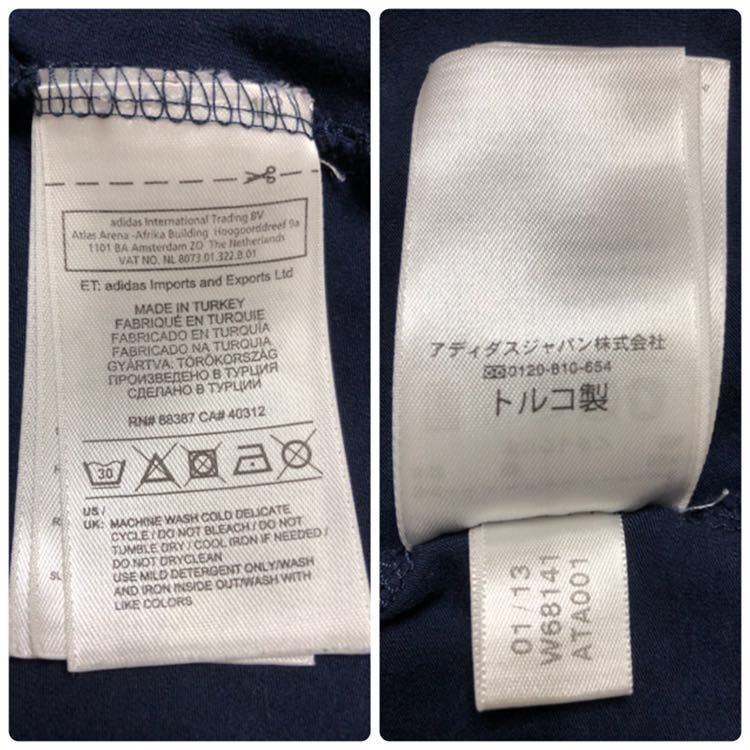 adidas International Trading BV
Atlas Arena -Afrika Building Hoogoorddreef 9a
1101 BA Amsterdam ZO The Netherlands
VAT NO. NL 8073.01.322.B.01
ET: adidas Imports and Exports Ltd
MADE IN TURKEY
FABRIQUÉ EN TURQUIE
FABRICADO EN TURQUÍA
FABRICADO NA TURQUIA
GYÁRTVA: TÖRÖKORSZÁG
ПРОИЗВЕДЕНО В ТУРЦИИ
СДЕЛАНО В ТУРЦИИ
RN# 88387 CA# 40312
30
US /
UK: MACHINE WASH COLD DELICATE
CYCLE / DO NOT BLEACH / DO NOT
TUMBLE DRY / COOL IRON IF NEEDED /
DO NOT DRYCLEAN
USE MILD DETERGENT ONLY/WASH
AND IRON INSIDE OUT/WASH WITH
LIKE COLORS
アディダスジャパン株式会社
0120-810-654
トルコ製
01/13
W68141
ATA001